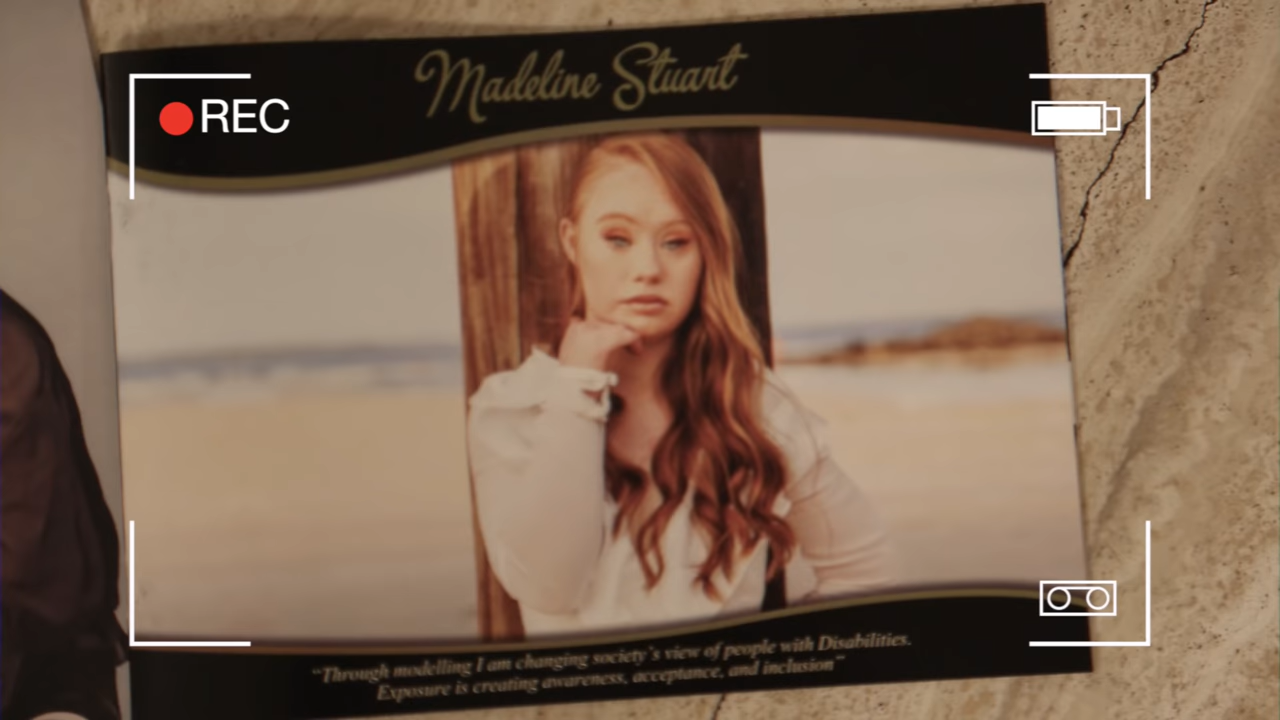 Madeline Stuart
REC
“Through modelling I am changing society’s view of people with Disabilities.
Exposure is creating awareness, acceptance, and inclusion”